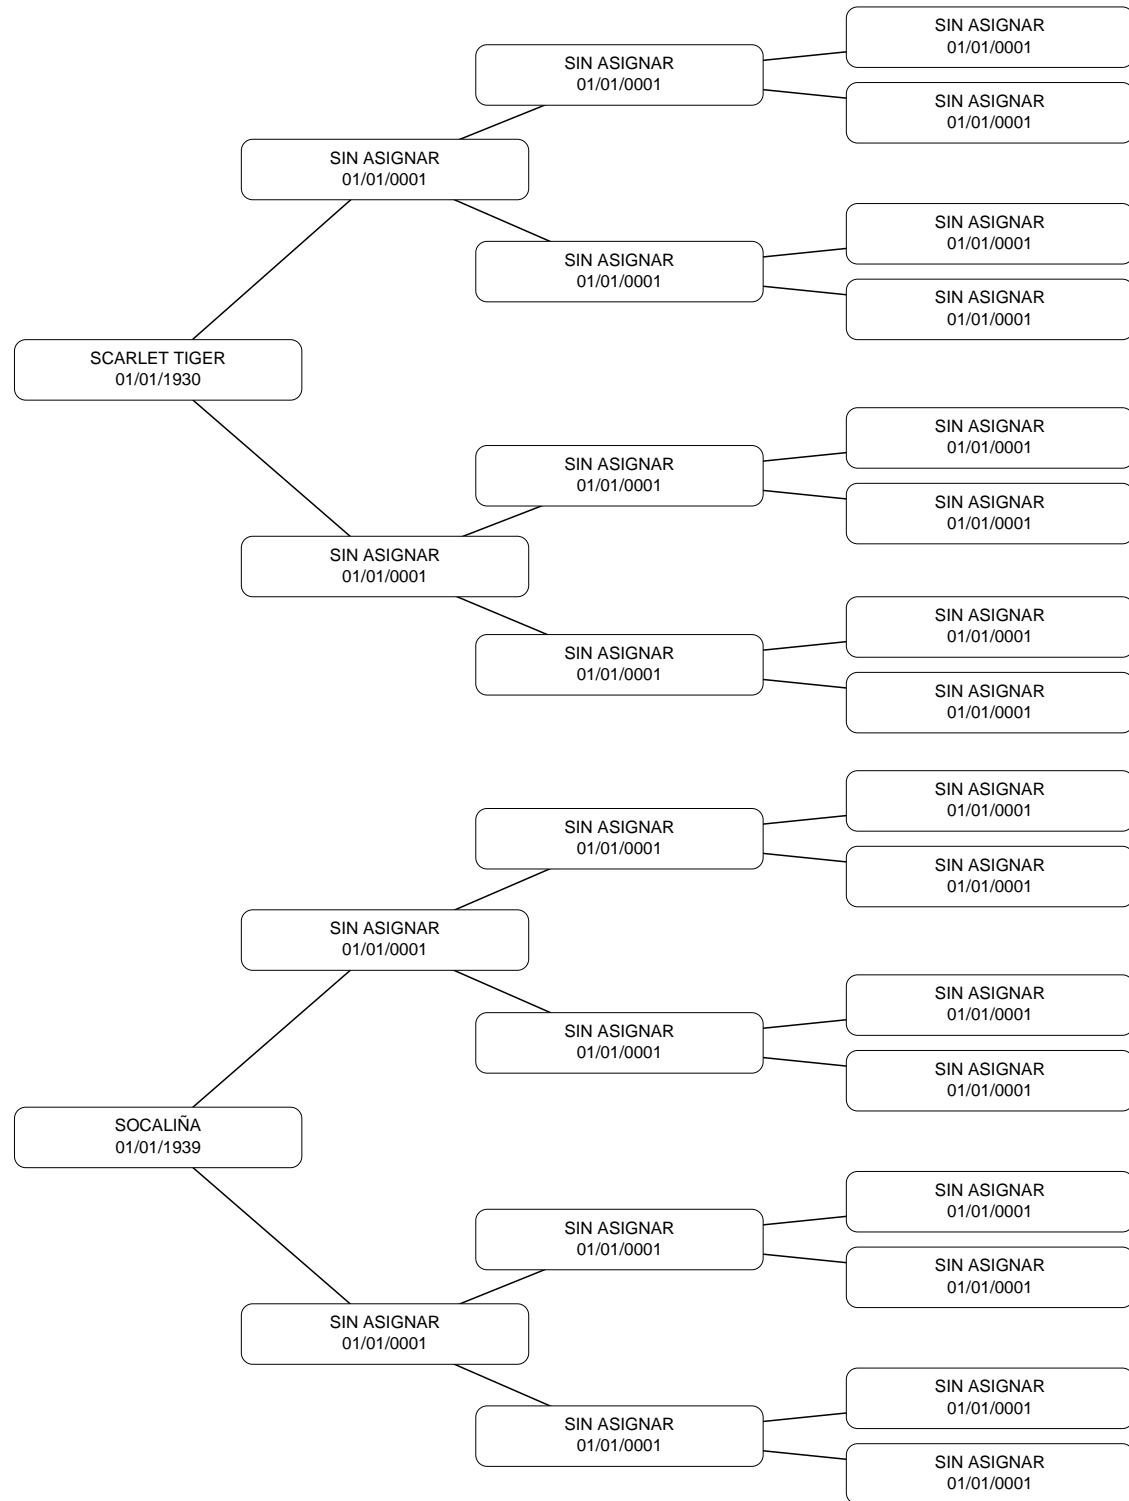 SIN ASIGNAR
01/01/0001
SIN ASIGNAR
01/01/0001
SIN ASIGNAR
01/01/0001
SIN ASIGNAR
01/01/0001
SIN ASIGNAR
01/01/0001
SIN ASIGNAR
01/01/0001
SIN ASIGNAR
01/01/0001
SCARLET TIGER
01/01/1930
SIN ASIGNAR
01/01/0001
SIN ASIGNAR
01/01/0001
SIN ASIGNAR
01/01/0001
SIN ASIGNAR
01/01/0001
SIN ASIGNAR
01/01/0001
SIN ASIGNAR
01/01/0001
SIN ASIGNAR
01/01/0001
SIN ASIGNAR
01/01/0001
SIN ASIGNAR
01/01/0001
SIN ASIGNAR
01/01/0001
SIN ASIGNAR
01/01/0001
SIN ASIGNAR
01/01/0001
SIN ASIGNAR
01/01/0001
SIN ASIGNAR
01/01/0001
SOCALIÑA
01/01/1939
SIN ASIGNAR
01/01/0001
SIN ASIGNAR
01/01/0001
SIN ASIGNAR
01/01/0001
SIN ASIGNAR
01/01/0001
SIN ASIGNAR
01/01/0001
SIN ASIGNAR
01/01/0001
SIN ASIGNAR
01/01/0001